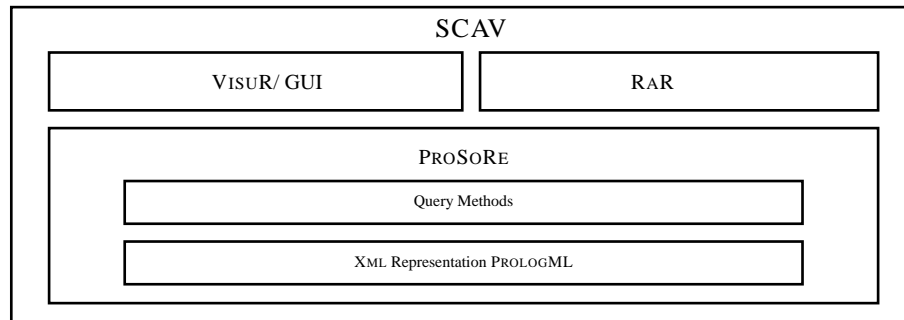 SCAV
VISUR/ GUI
RAR
PROSORE
Query Methods
XML Representation PROLOGML